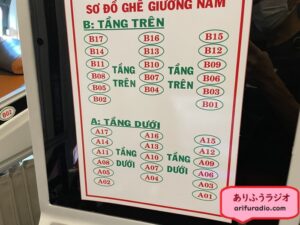 SƠ ĐỒ GHẾ GIƯỜNG NẰM
B: TẦNG TRÊN
B17 B16 B15
B14 B13 B12
B11 TẦNG B10 TẦNG B09
B08 B07 B06
B05 TRÊN B04 TRÊN B03
B02 B01
A: TẦNG DƯỚI
A17 A16 A15
A14 TẦNG A13 TẦNG A12
A11 A10 A09
A08 DƯỚI A07 DƯỚI A06
A05 A04 A03
A02 A01
B02
ありふうラジオ
arifuradio.com